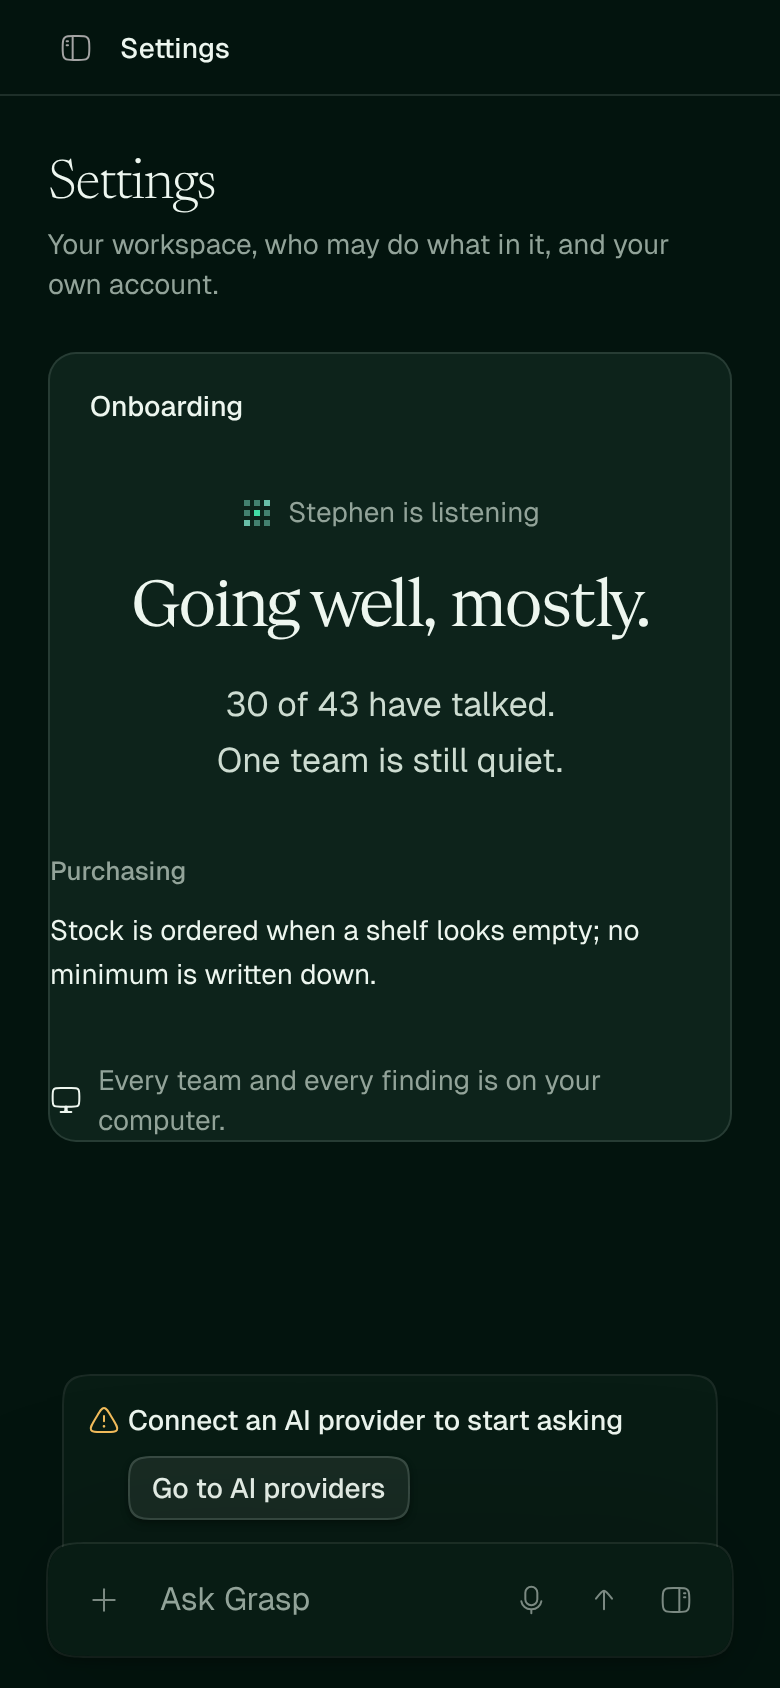 Settings
Settings
Your workspace, who may do what in it, and your
own account.
Onboarding
Stephen is listening
Going well, mostly.
30 of 43 have talked.
One team is still quiet.
Purchasing
Stock is ordered when a shelf looks empty; no
minimum is written down.
Every team and every finding is on your
computer.
Connect an AI provider to start asking
Go to AI providers
Ask Grasp